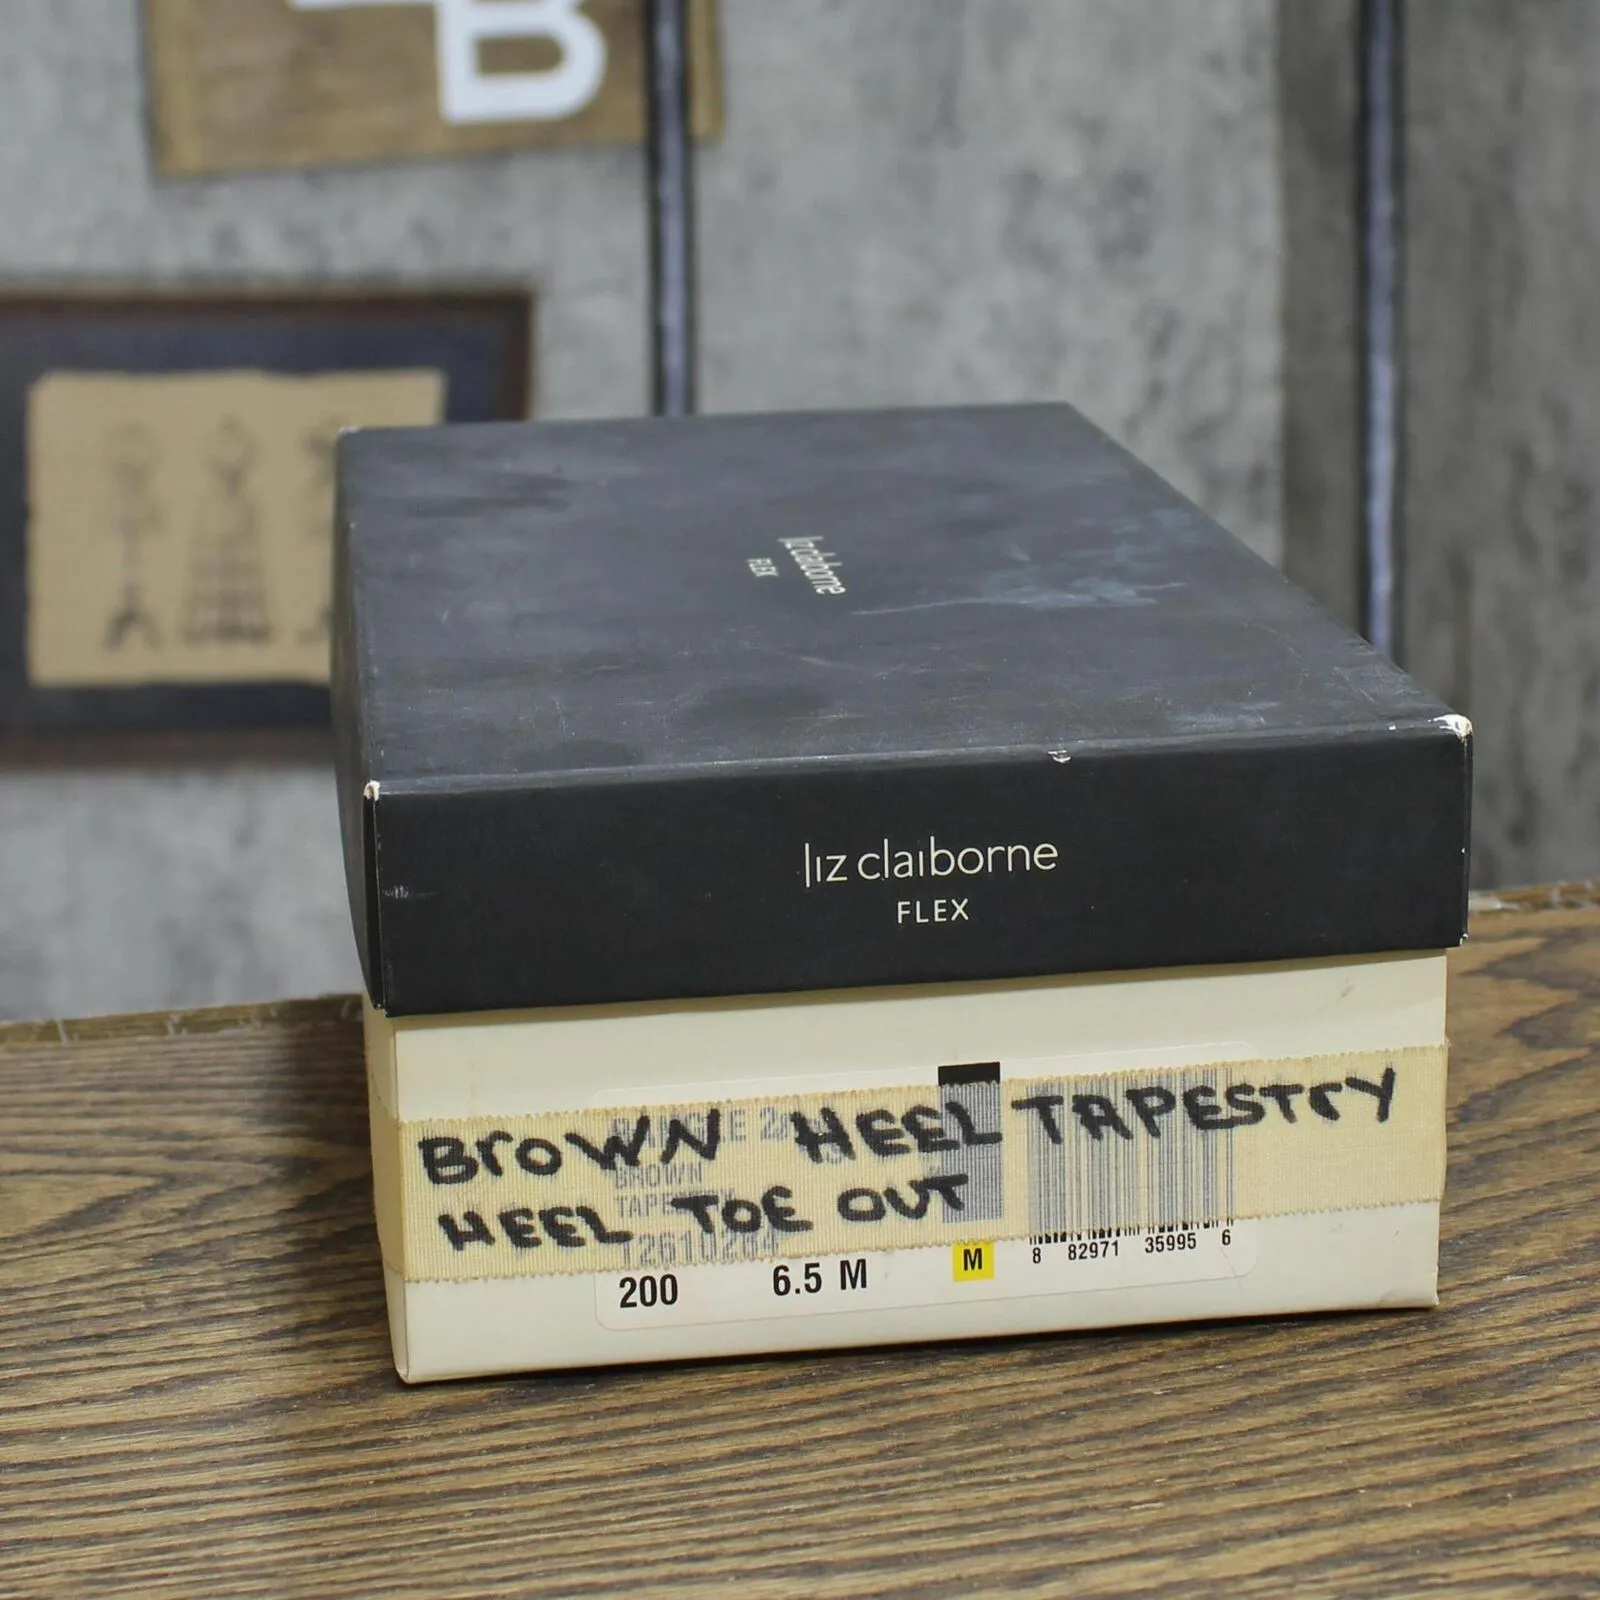 B
liz claiborne
FLEX
liz claiborne
FLEX
BrOWN HEEL TAPESTrY
HEEL TOE OUT
BROWN
200 6.5 M M 8 82971 35995 6